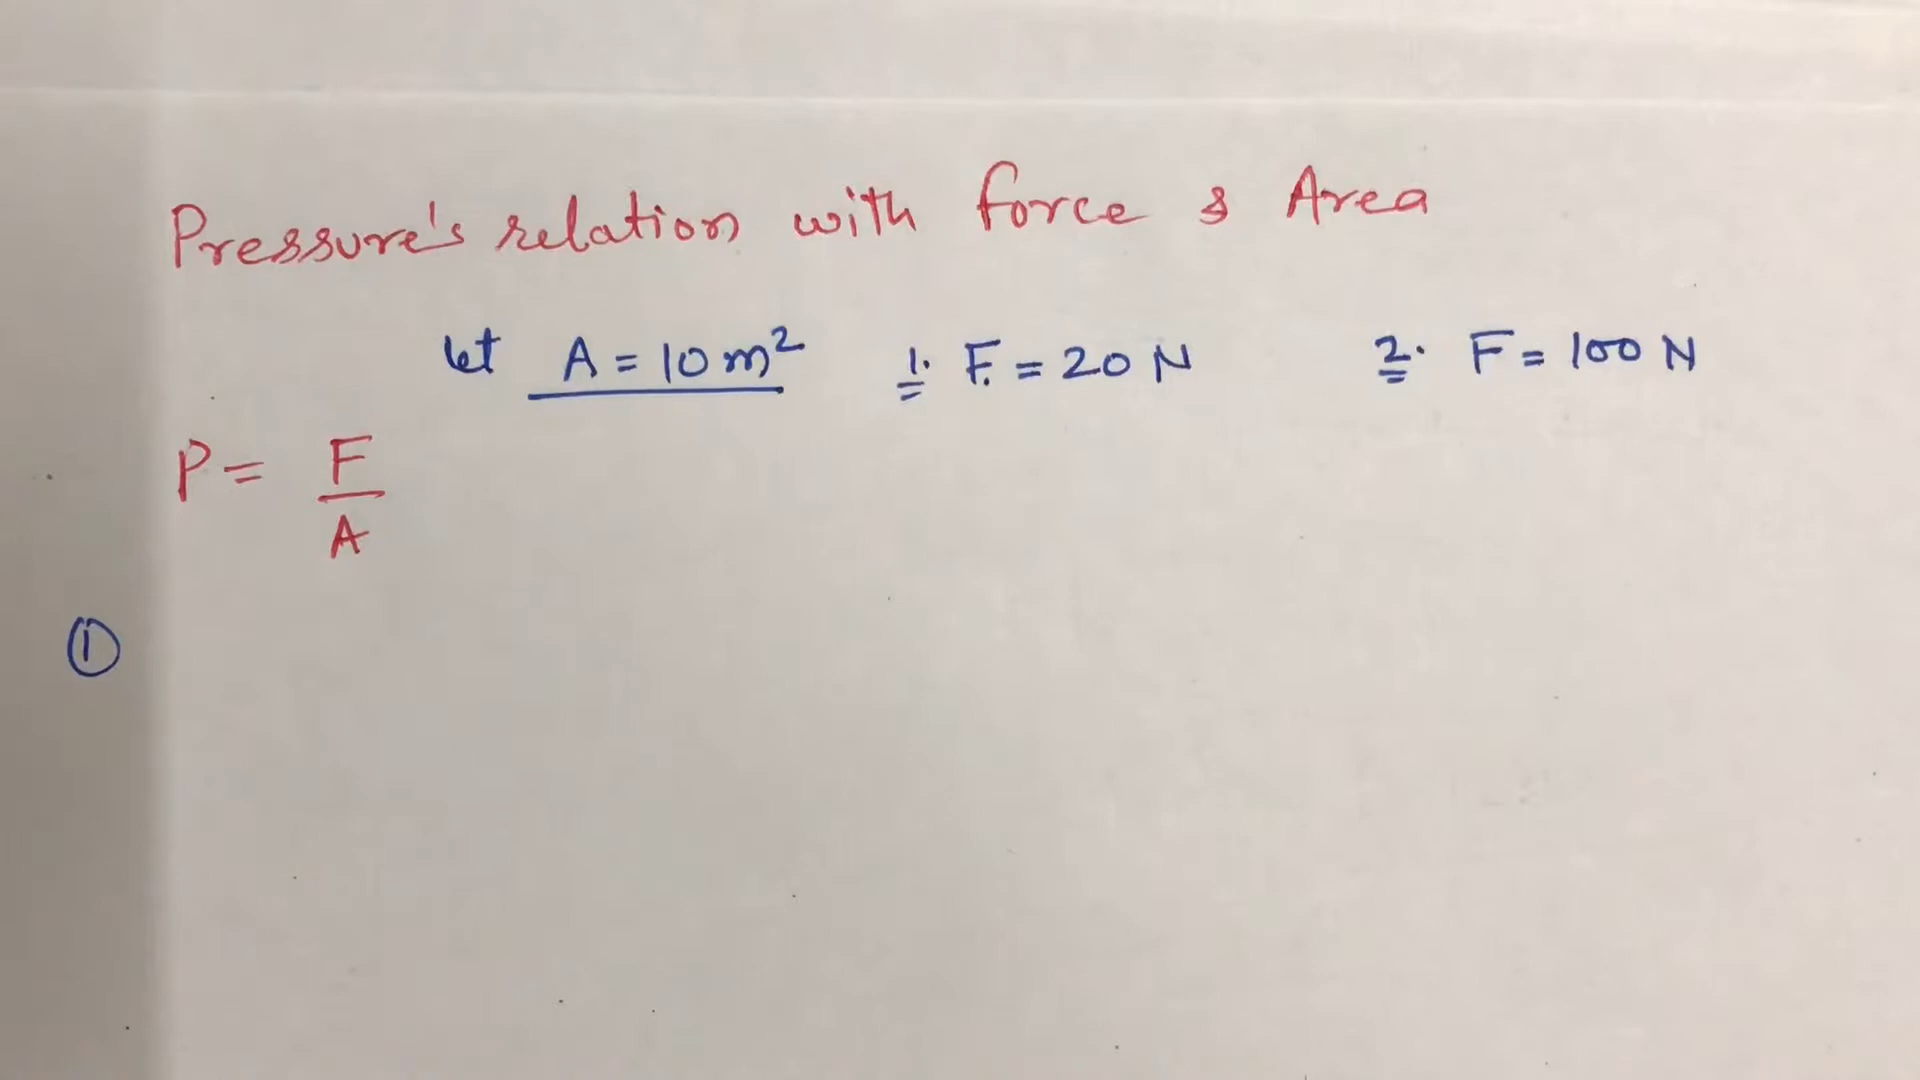 Pressure's relation with force & Area
let A = 10 m² 1. F. = 20 N 2. F = 100 N
P = F
A
①